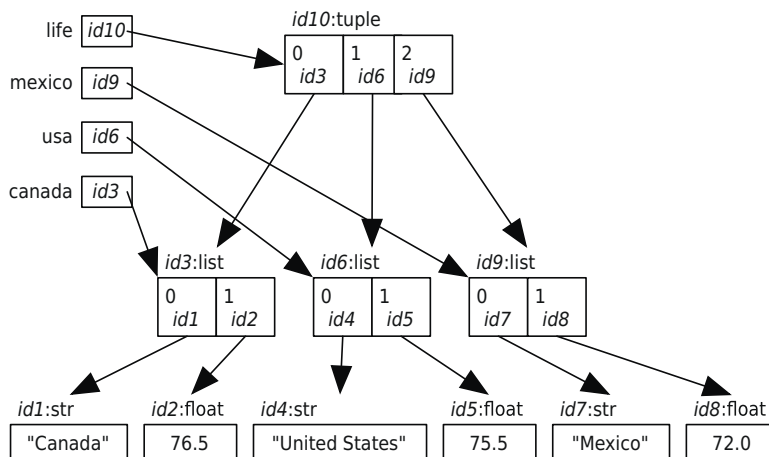 id10:tuple
life id10
0 1 2
id3 id6 id9
mexico id9
usa id6
canada id3
id3:list id6:list id9:list
0 1 0 1 0 1
id1 id2 id4 id5 id7 id8
id1:str id2:float id4:str id5:float id7:str id8:float
"Canada" 76.5 "United States" 75.5 "Mexico" 72.0